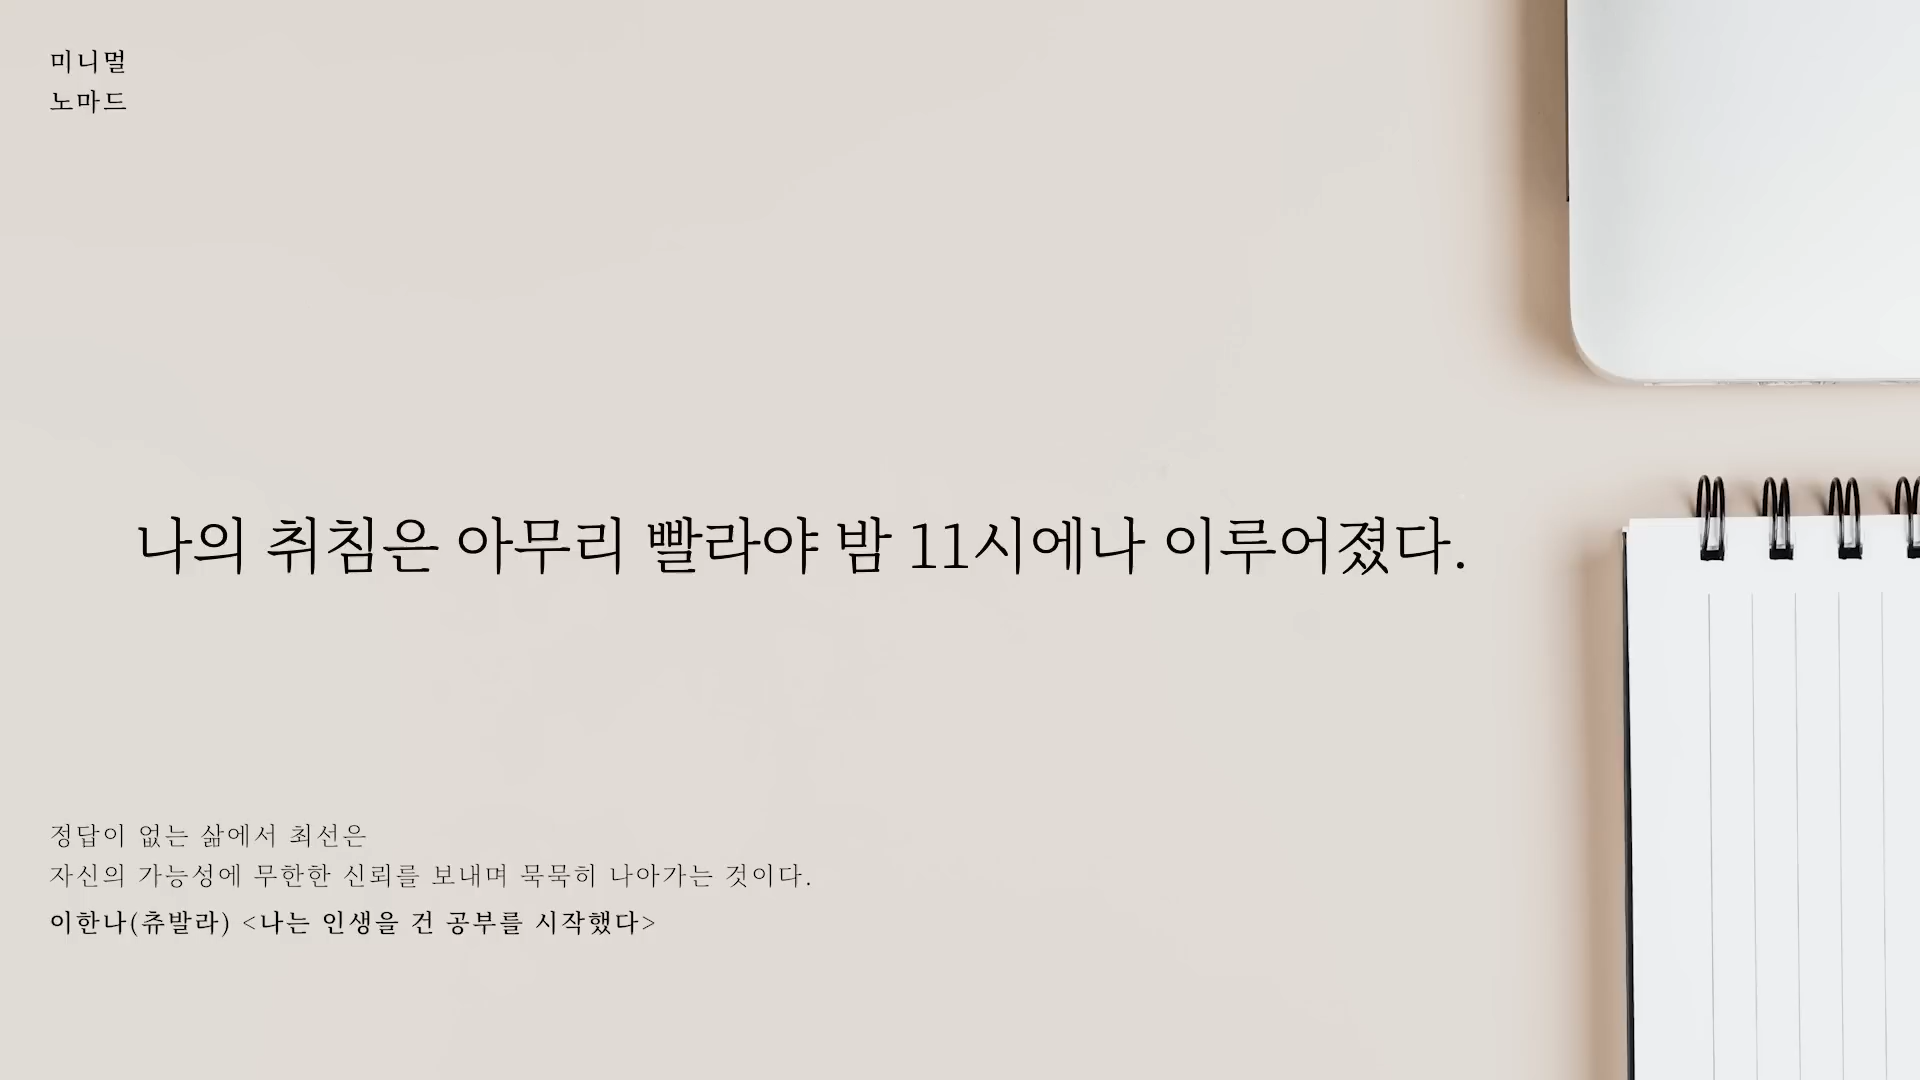 미니멀
노마드
나의 취침은 아무리 빨라야 밤 11시에나 이루어졌다.
정답이 없는 삶에서 최선은
자신의 가능성에 무한한 신뢰를 보내며 묵묵히 나아가는 것이다.
이한나(츄발라) <나는 인생을 건 공부를 시작했다>